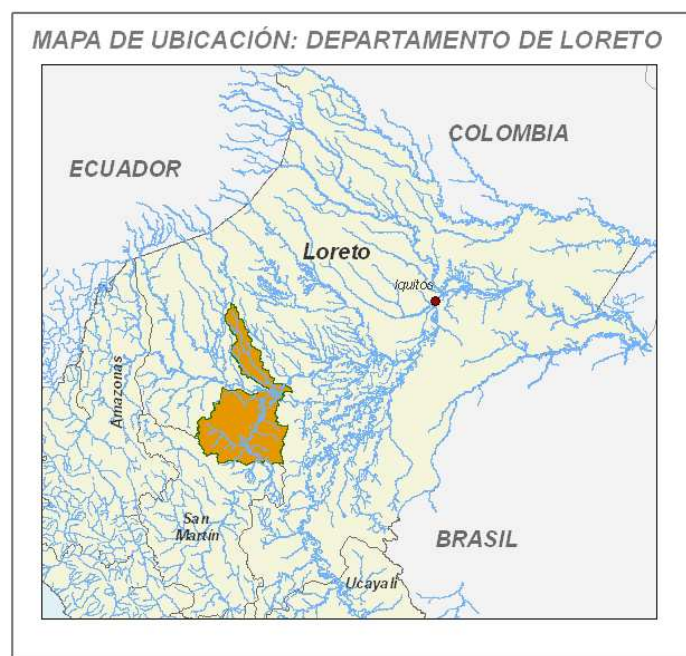 MAPA DE UBICACIÓN: DEPARTAMENTO DE LORETO
COLOMBIA
ECUADOR
Loreto
Iquitos
Amazonas
San
Martín
BRASIL
Ucayali